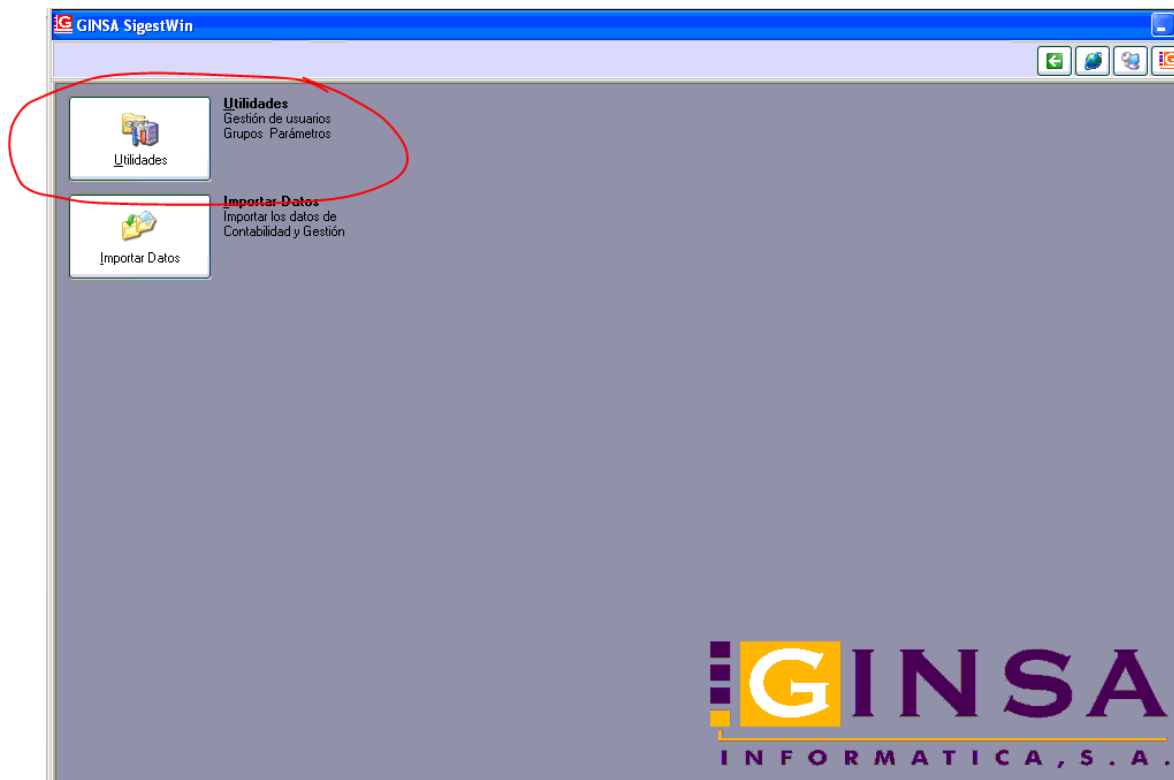 GINSA SigestWin
Utilidades
Gestión de usuarios
Grupos Parámetros
Utilidades
Importar Datos
Importar los datos de
Contabilidad y Gestión
Importar Datos
GINSA
INFORMATICA, S.A.